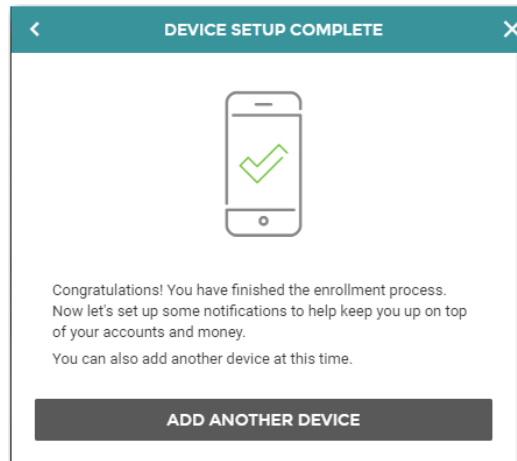 DEVICE SETUP COMPLETE
Congratulations! You have finished the enrollment process.
Now let's set up some notifications to help keep you up on top
of your accounts and money.
You can also add another device at this time.
ADD ANOTHER DEVICE